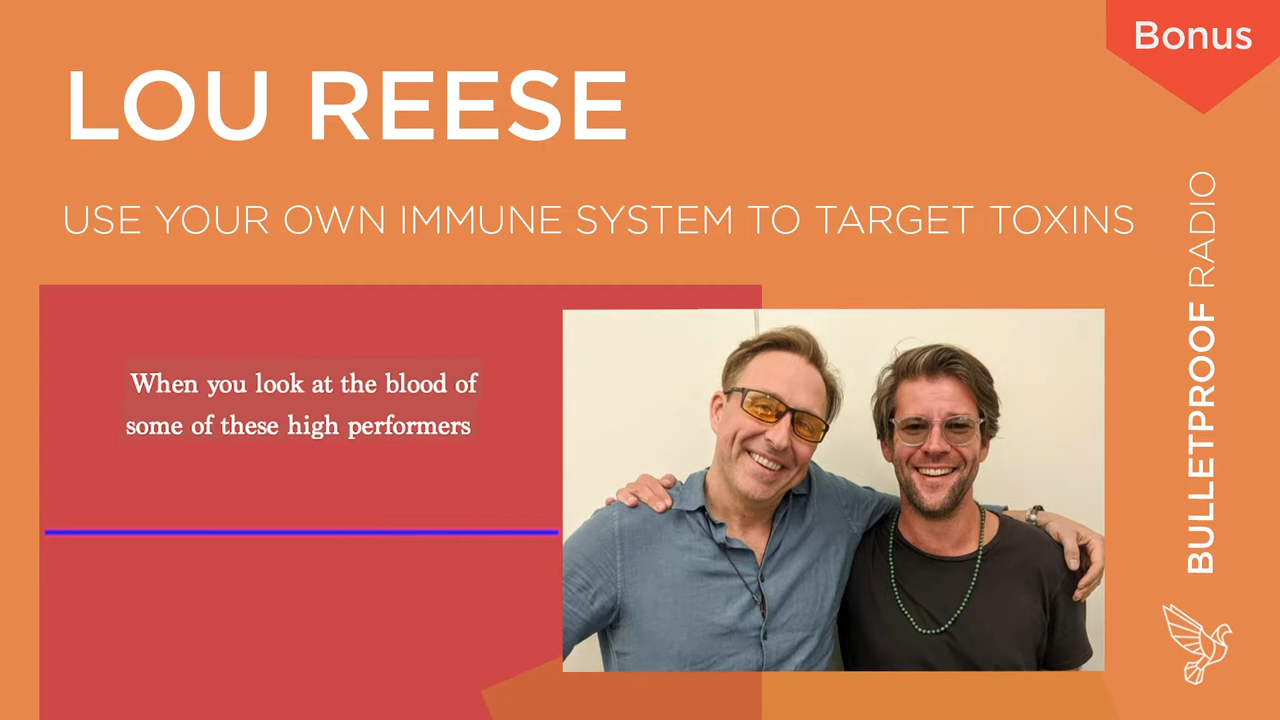 Bonus
LOU REESE
USE YOUR OWN IMMUNE SYSTEM TO TARGET TOXINS
When you look at the blood of
some of these high performers
BULLETPROOF RADIO